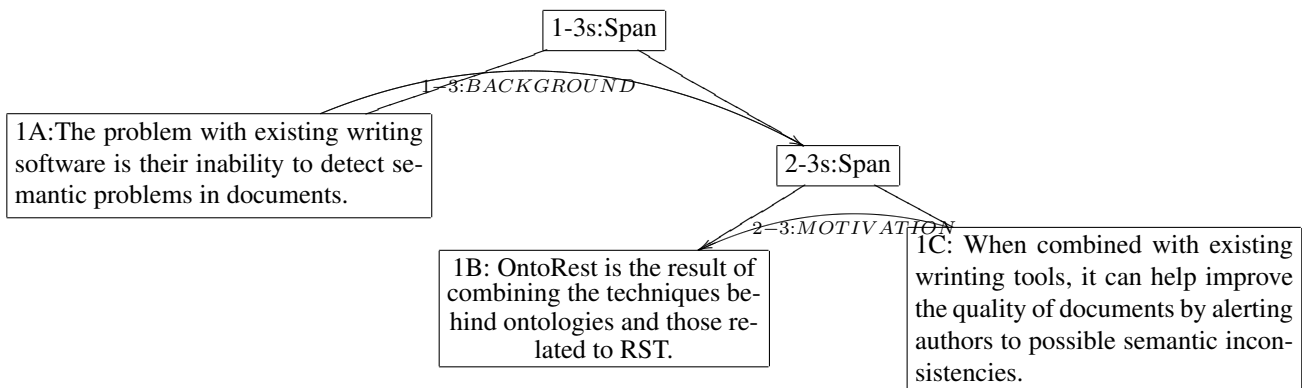 1-3s:Span
1−3:BACKGROUND
1A:The problem with existing writing
software is their inability to detect se-
mantic problems in documents.
2-3s:Span
2−3:MOTIVATION
1B: OntoRest is the result of
combining the techniques be-
hind ontologies and those re-
lated to RST.
1C: When combined with existing
wrinting tools, it can help improve
the quality of documents by alerting
authors to possible semantic incon-
sistencies.